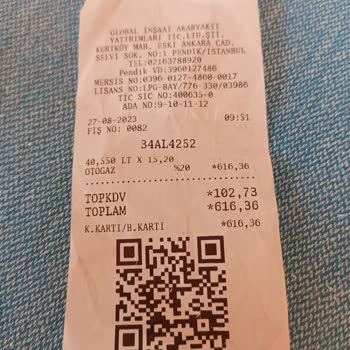 GLOBAL İNŞAAT AKARYAKIT
YATIRIMLARI TİC.LTD.ŞTİ.
KURTKÖY MAH. ESKİ ANKARA CAD.
SELVİ SOK. NO:1 PENDİK/İSTANBUL
TEL:02163788920
Pendik VD:3960127486
MERSIS NO:0396-0127-4860-0017
LİSANS NO:LPG-BAY/776-330/03986
TİC SİC NO:400635-0
ADA NO:9-10-11-12
27-08-2023 09:51
FİŞ NO: 0082
34AL4252
40,550 LT X 15,20
OTOGAZ %20 *616,36
TOPKDV *102,73
TOPLAM *616,36
K.KARTI/B.KARTI *616,36